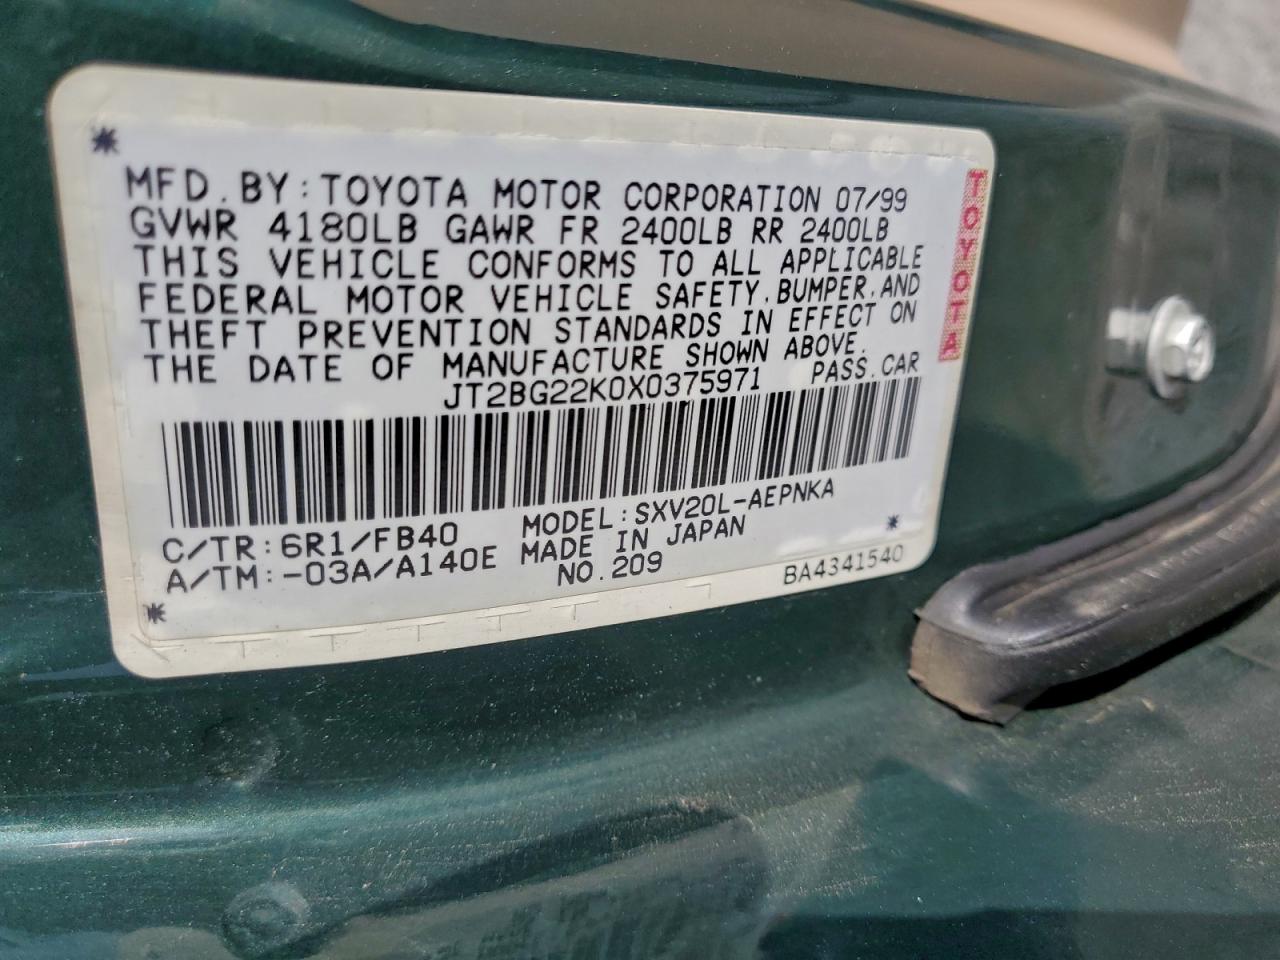 MFD.BY:TOYOTA MOTOR CORPORATION 07/99
GVWR 4180LB GAWR FR 2400LB RR 2400LB
THIS VEHICLE CONFORMS TO ALL APPLICABLE
FEDERAL MOTOR VEHICLE SAFETY,BUMPER,AND
THEFT PREVENTION STANDARDS IN EFFECT ON
THE DATE OF MANUFACTURE SHOWN ABOVE.
JT2BG22K0X0375971 PASS.CAR
C/TR:6R1/FB40 MODEL:SXV20L-AEPNKA
A/TM:-03A/A140E MADE IN JAPAN
NO.209 BA4341540
TOYOTA